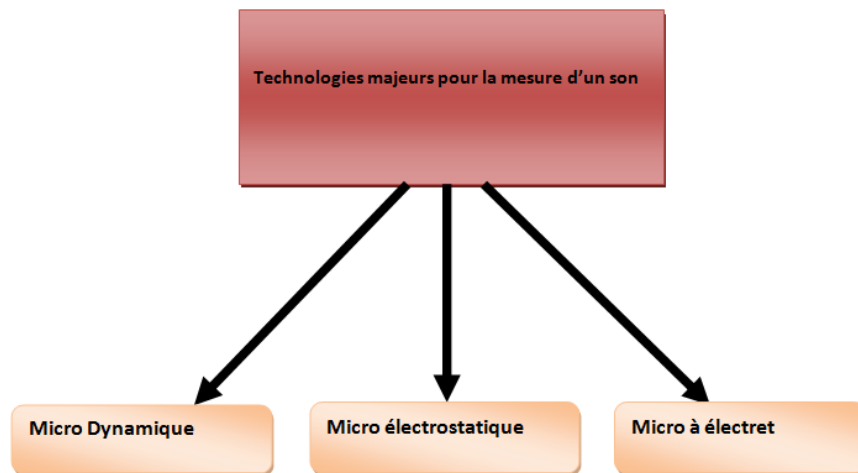 Technologies majeurs pour la mesure d’un son
Micro Dynamique
Micro électrostatique
Micro à électret